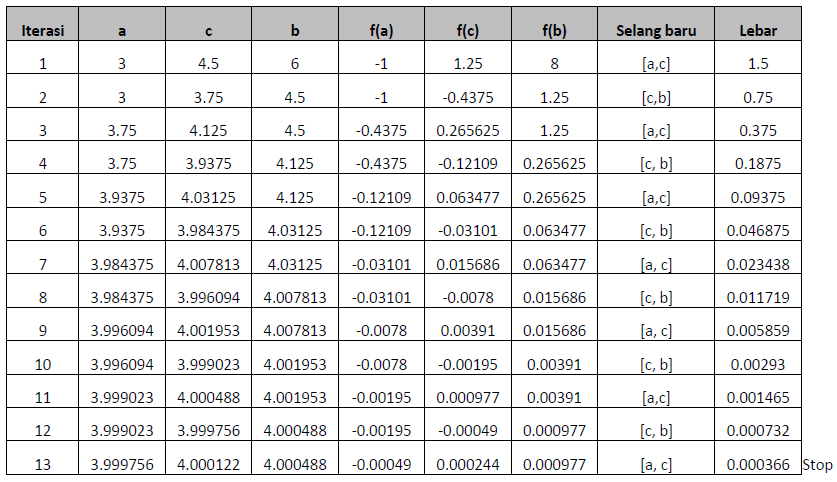 Iterasi a c b f(a) f(c) f(b) Selang baru Lebar
1 3 4.5 6 -1 1.25 8 [a,c] 1.5
2 3 3.75 4.5 -1 -0.4375 1.25 [c,b] 0.75
3 3.75 4.125 4.5 -0.4375 0.265625 1.25 [a,c] 0.375
4 3.75 3.9375 4.125 -0.4375 -0.12109 0.265625 [c, b] 0.1875
5 3.9375 4.03125 4.125 -0.12109 0.063477 0.265625 [a,c] 0.09375
6 3.9375 3.984375 4.03125 -0.12109 -0.03101 0.063477 [c, b] 0.046875
7 3.984375 4.007813 4.03125 -0.03101 0.015686 0.063477 [a, c] 0.023438
8 3.984375 3.996094 4.007813 -0.03101 -0.0078 0.015686 [c, b] 0.011719
9 3.996094 4.001953 4.007813 -0.0078 0.00391 0.015686 [a, c] 0.005859
10 3.996094 3.999023 4.001953 -0.0078 -0.00195 0.00391 [c, b] 0.00293
11 3.999023 4.000488 4.001953 -0.00195 0.000977 0.00391 [a,c] 0.001465
12 3.999023 3.999756 4.000488 -0.00195 -0.00049 0.000977 [c, b] 0.000732
13 3.999756 4.000122 4.000488 -0.00049 0.000244 0.000977 [a, c] 0.000366 Stop